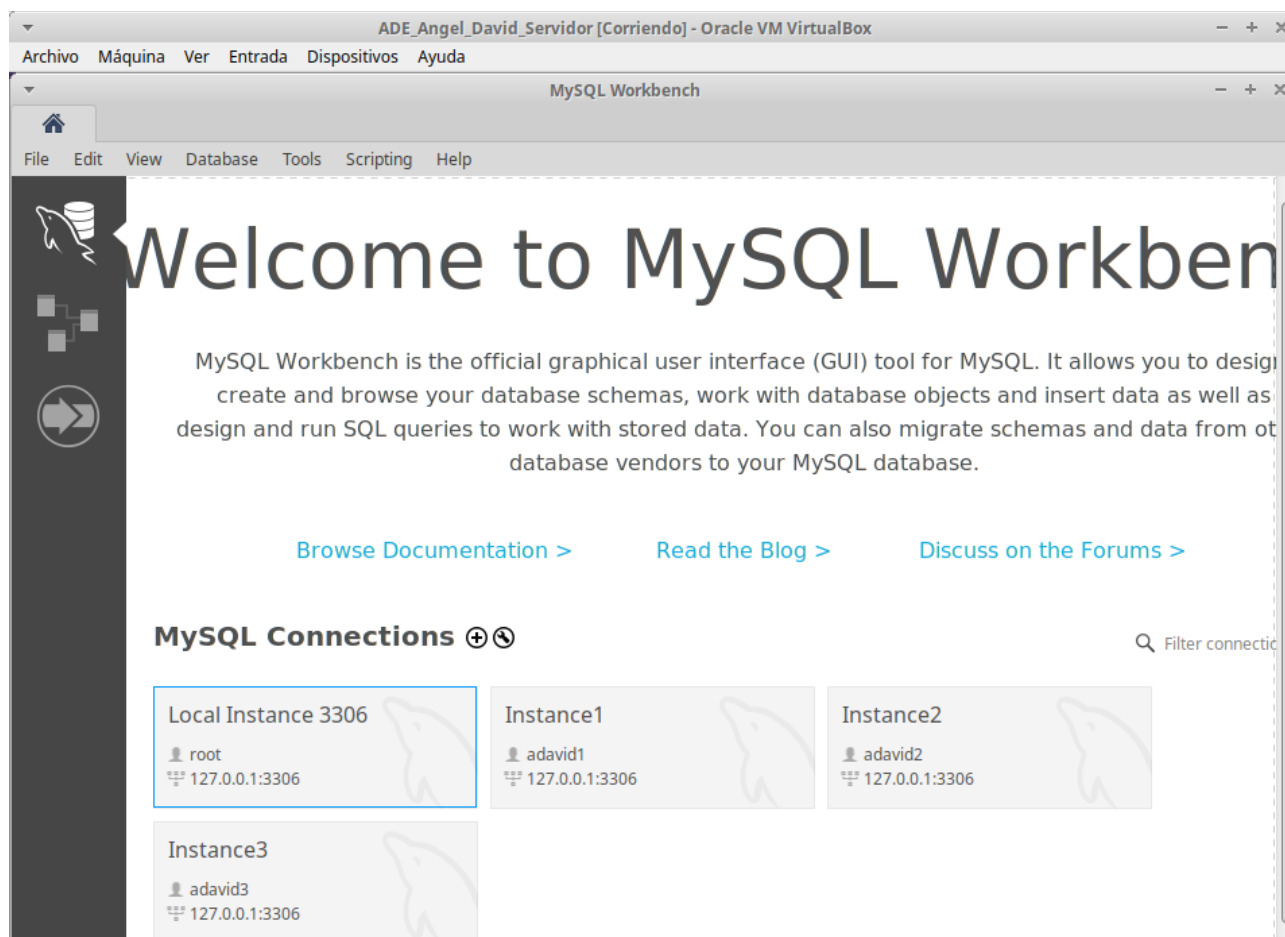 ADE_Angel_David_Servidor [Corriendo] - Oracle VM VirtualBox
Archivo Máquina Ver Entrada Dispositivos Ayuda
MySQL Workbench
File Edit View Database Tools Scripting Help
Welcome to MySQL Workben
MySQL Workbench is the official graphical user interface (GUI) tool for MySQL. It allows you to design
create and browse your database schemas, work with database objects and insert data as well as
design and run SQL queries to work with stored data. You can also migrate schemas and data from ot
database vendors to your MySQL database.
Browse Documentation > Read the Blog > Discuss on the Forums >
MySQL Connections
Filter connectio
Local Instance 3306
root
127.0.0.1:3306
Instance1
adavid1
127.0.0.1:3306
Instance2
adavid2
127.0.0.1:3306
Instance3
adavid3
127.0.0.1:3306